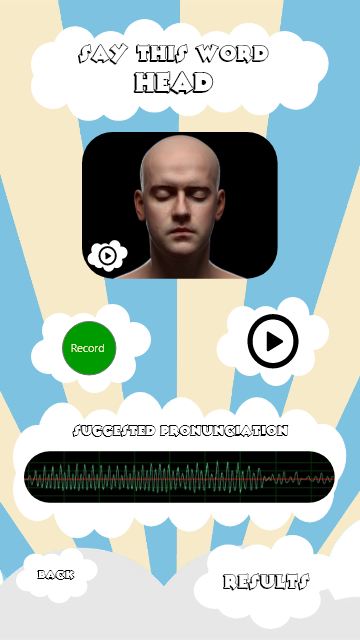 SAY THIS WORD
HEAD
Record
SUGGESTED PRONUNCIATION
BACK
RESULTS